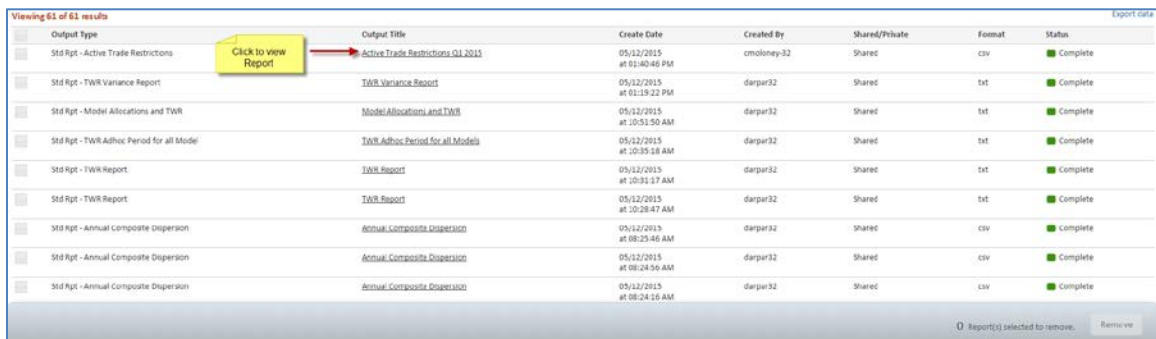 Viewing 61 of 61 results
Export data
Output Type Output Title Create Date Created By Shared/Private Format Status
Click to view
Report
Std Rpt - Active Trade Restrictions Active Trade Restrictions Q1 2015 05/12/2015 cmoloney-32 Shared csv Complete
at 01:40:46 PM
Std Rpt - TWR Variance Report TWR Variance Report 05/12/2015 darpar32 Shared txt Complete
at 01:19:22 PM
Std Rpt - Model Allocations and TWR Model Allocations and TWR 05/12/2015 darpar32 Shared txt Complete
at 10:51:50 AM
Std Rpt - TWR Adhoc Period for all Model TWR Adhoc Period for all Models 05/12/2015 darpar32 Shared txt Complete
at 10:35:18 AM
Std Rpt - TWR Report TWR Report 05/12/2015 darpar32 Shared txt Complete
at 10:31:17 AM
Std Rpt - TWR Report TWR Report 05/12/2015 darpar32 Shared txt Complete
at 10:28:47 AM
Std Rpt - Annual Composite Dispersion Annual Composite Dispersion 05/12/2015 darpar32 Shared csv Complete
at 08:25:46 AM
Std Rpt - Annual Composite Dispersion Annual Composite Dispersion 05/12/2015 darpar32 Shared csv Complete
at 08:24:56 AM
Std Rpt - Annual Composite Dispersion Annual Composite Dispersion 05/12/2015 darpar32 Shared csv Complete
at 08:24:16 AM
0 Report(s) selected to remove. Remove